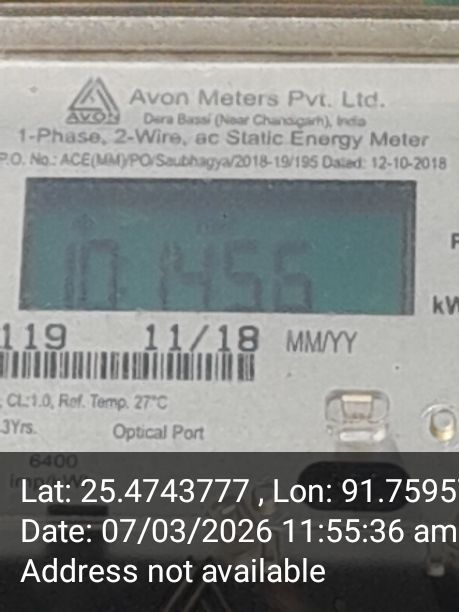 AVON
Avon Meters Pvt. Ltd.
Dera Bassi (Near Chandigarh), India
1-Phase, 2-Wire, ac Static Energy Meter
P.O. No.: ACE(MM)/PO/Saubhagya/2018-19/195 Dated: 12-10-2018
kW
119 11/18 MM/YY
, CL:1.0, Ref. Temp. 27°C
3Yrs. Optical Port
6400
Lat: 25.4743777 , Lon: 91.7595
Date: 07/03/2026 11:55:36 am
Address not available